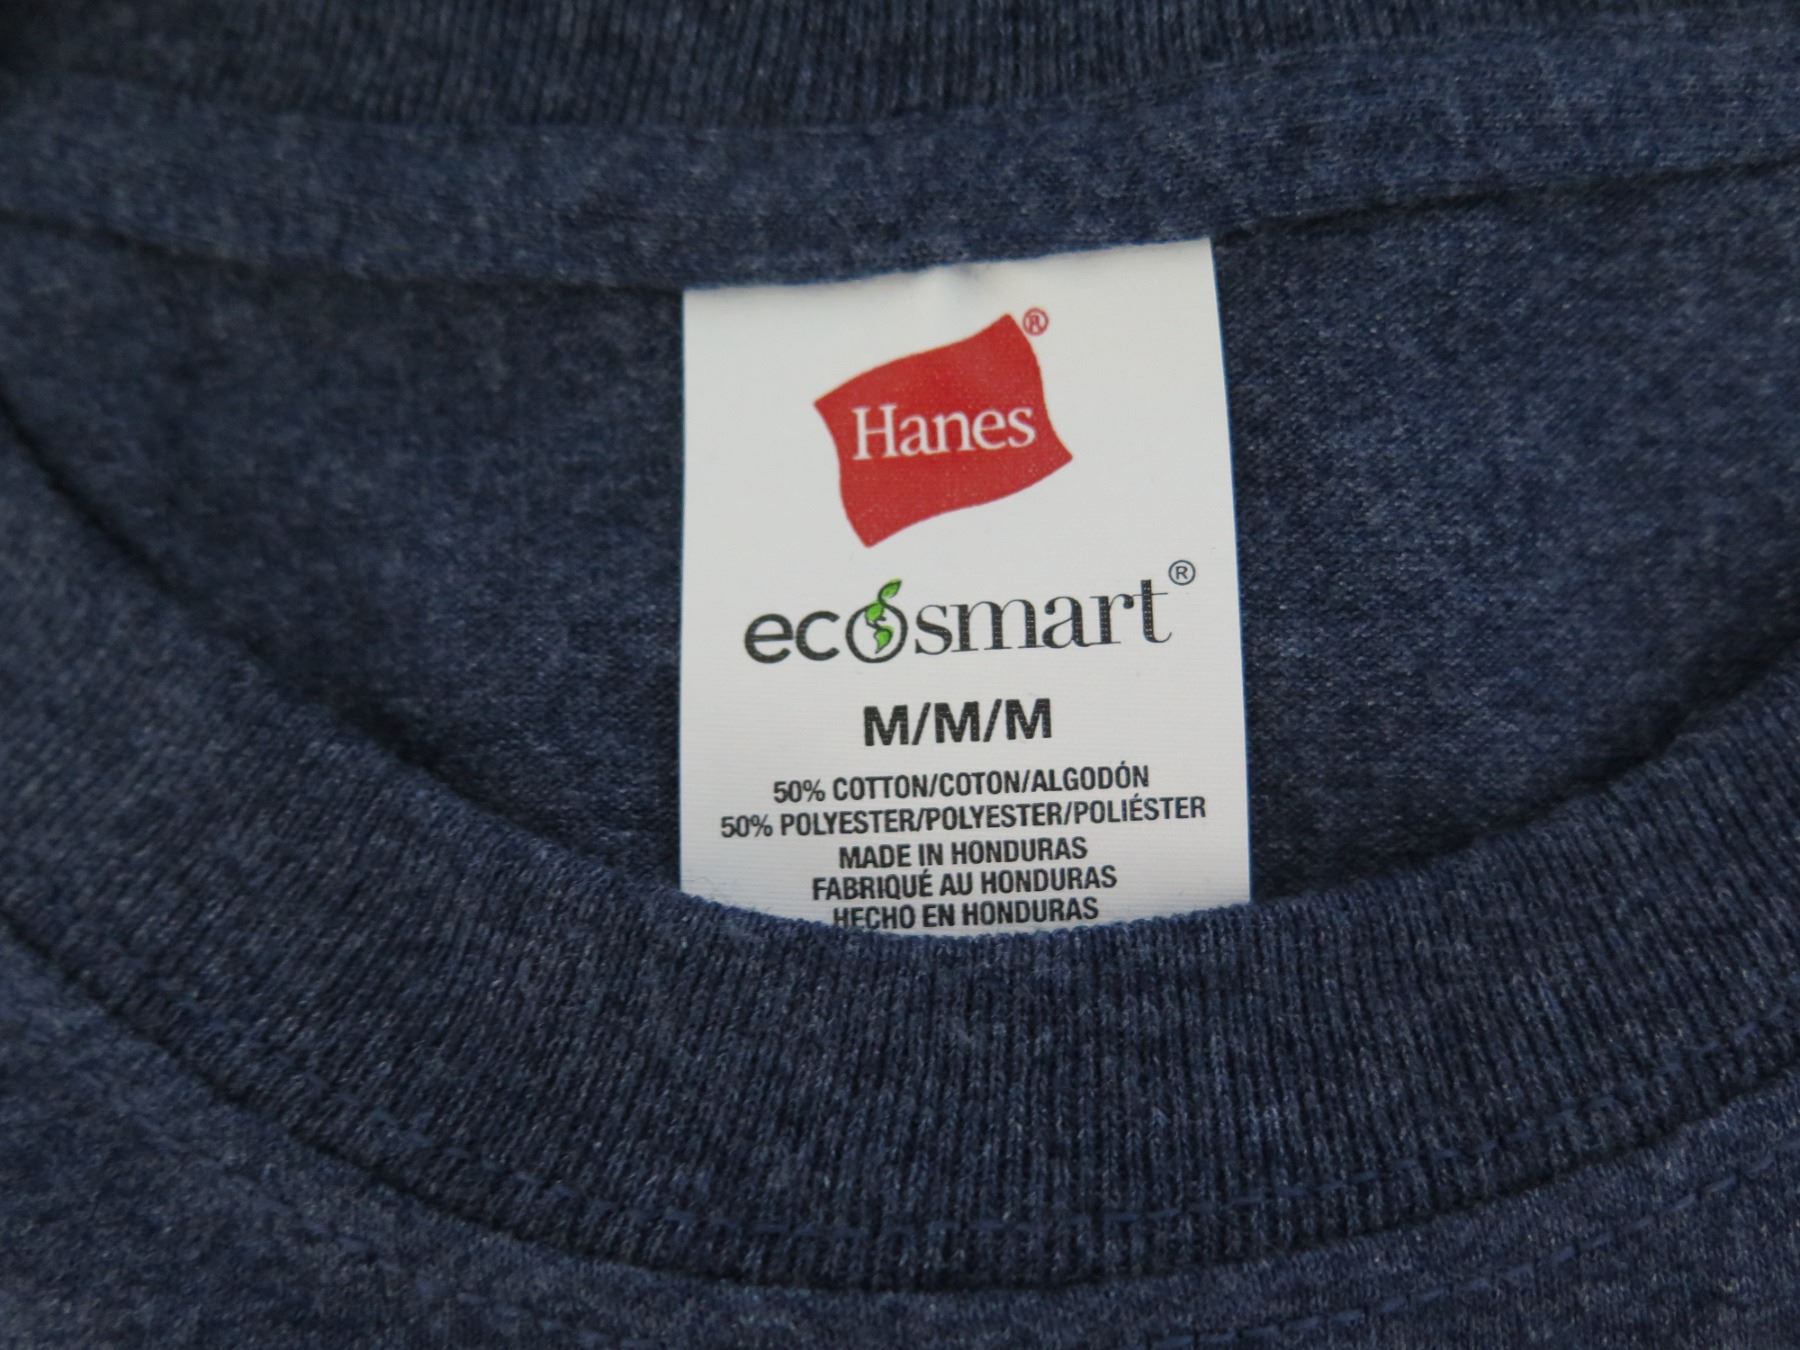 Hanes®
ecosmart®
M/M/M
50% COTTON/COTON/ALGODÓN
50% POLYESTER/POLYESTER/POLIÉSTER
MADE IN HONDURAS
FABRIQUÉ AU HONDURAS
HECHO EN HONDURAS